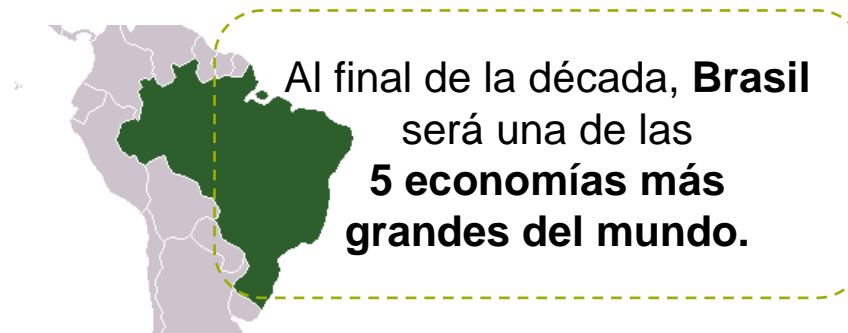 Al final de la década, Brasil
será una de las
5 economías más
grandes del mundo.